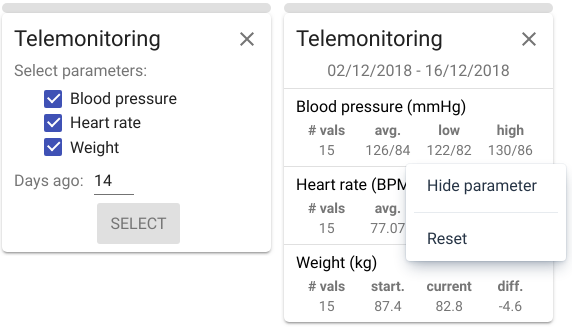 Telemonitoring
Select parameters:
Blood pressure
Heart rate
Weight
Days ago: 14
SELECT
Telemonitoring
02/12/2018 - 16/12/2018
Blood pressure (mmHg)
# vals avg. low high
15 126/84 122/82 130/86
Heart rate (BPM
# vals avg.
15 77.07
Hide parameter
Reset
Weight (kg)
# vals start. current diff.
15 87.4 82.8 -4.6